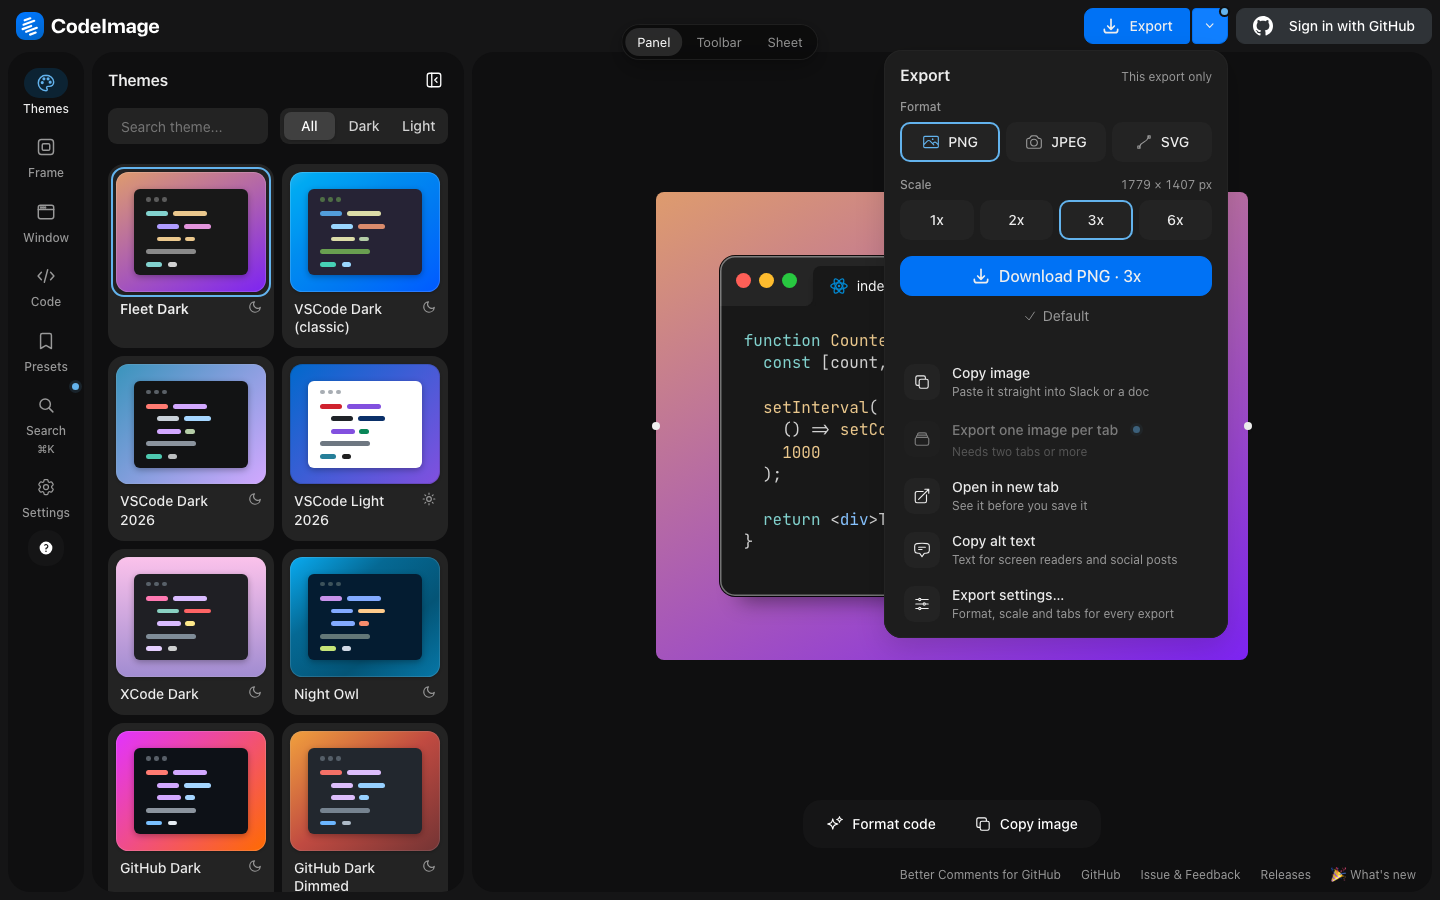 CodeImage
Panel
Toolbar
Sheet
Export
Sign in with GitHub
Themes
Frame
Window
Code
Presets
Search
⌘K
Settings
Themes
Search theme...
All
Dark
Light
Fleet Dark
VSCode Dark
(classic)
VSCode Dark
2026
VSCode Light
2026
XCode Dark
Night Owl
GitHub Dark
GitHub Dark
Dimmed
inde
function Counte
const [count,
setInterval(
() => setCo
1000
);
return <div>T
}
Export
This export only
Format
PNG
JPEG
SVG
Scale
1779 × 1407 px
1x
2x
3x
6x
Download PNG · 3x
✓ Default
Copy image
Paste it straight into Slack or a doc
Export one image per tab
Needs two tabs or more
Open in new tab
See it before you save it
Copy alt text
Text for screen readers and social posts
Export settings...
Format, scale and tabs for every export
Format code
Copy image
Better Comments for GitHub
GitHub
Issue & Feedback
Releases
🎉 What's new